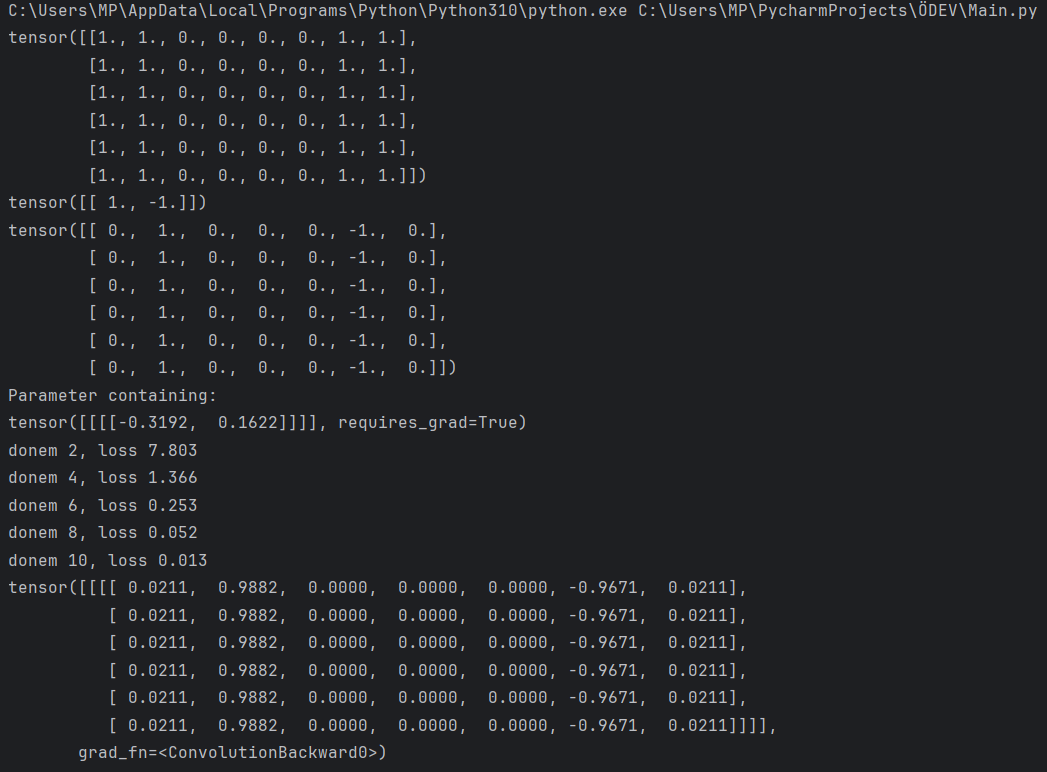 C:\Users\MP\AppData\Local\Programs\Python\Python310\python.exe C:\Users\MP\PycharmProjects\ÖDEV\Main.py
tensor([[1., 1., 0., 0., 0., 0., 1., 1.],
        [1., 1., 0., 0., 0., 0., 1., 1.],
        [1., 1., 0., 0., 0., 0., 1., 1.],
        [1., 1., 0., 0., 0., 0., 1., 1.],
        [1., 1., 0., 0., 0., 0., 1., 1.],
        [1., 1., 0., 0., 0., 0., 1., 1.]])
tensor([[ 1., -1.]])
tensor([[ 0.,  1.,  0.,  0.,  0., -1.,  0.],
        [ 0.,  1.,  0.,  0.,  0., -1.,  0.],
        [ 0.,  1.,  0.,  0.,  0., -1.,  0.],
        [ 0.,  1.,  0.,  0.,  0., -1.,  0.],
        [ 0.,  1.,  0.,  0.,  0., -1.,  0.],
        [ 0.,  1.,  0.,  0.,  0., -1.,  0.]])
Parameter containing:
tensor([[[[-0.3192,  0.1622]]]], requires_grad=True)
donem 2, loss 7.803
donem 4, loss 1.366
donem 6, loss 0.253
donem 8, loss 0.052
donem 10, loss 0.013
tensor([[[[ 0.0211,  0.9882,  0.0000,  0.0000,  0.0000, -0.9671,  0.0211],
          [ 0.0211,  0.9882,  0.0000,  0.0000,  0.0000, -0.9671,  0.0211],
          [ 0.0211,  0.9882,  0.0000,  0.0000,  0.0000, -0.9671,  0.0211],
          [ 0.0211,  0.9882,  0.0000,  0.0000,  0.0000, -0.9671,  0.0211],
          [ 0.0211,  0.9882,  0.0000,  0.0000,  0.0000, -0.9671,  0.0211],
          [ 0.0211,  0.9882,  0.0000,  0.0000,  0.0000, -0.9671,  0.0211]]]],
       grad_fn=<ConvolutionBackward0>)